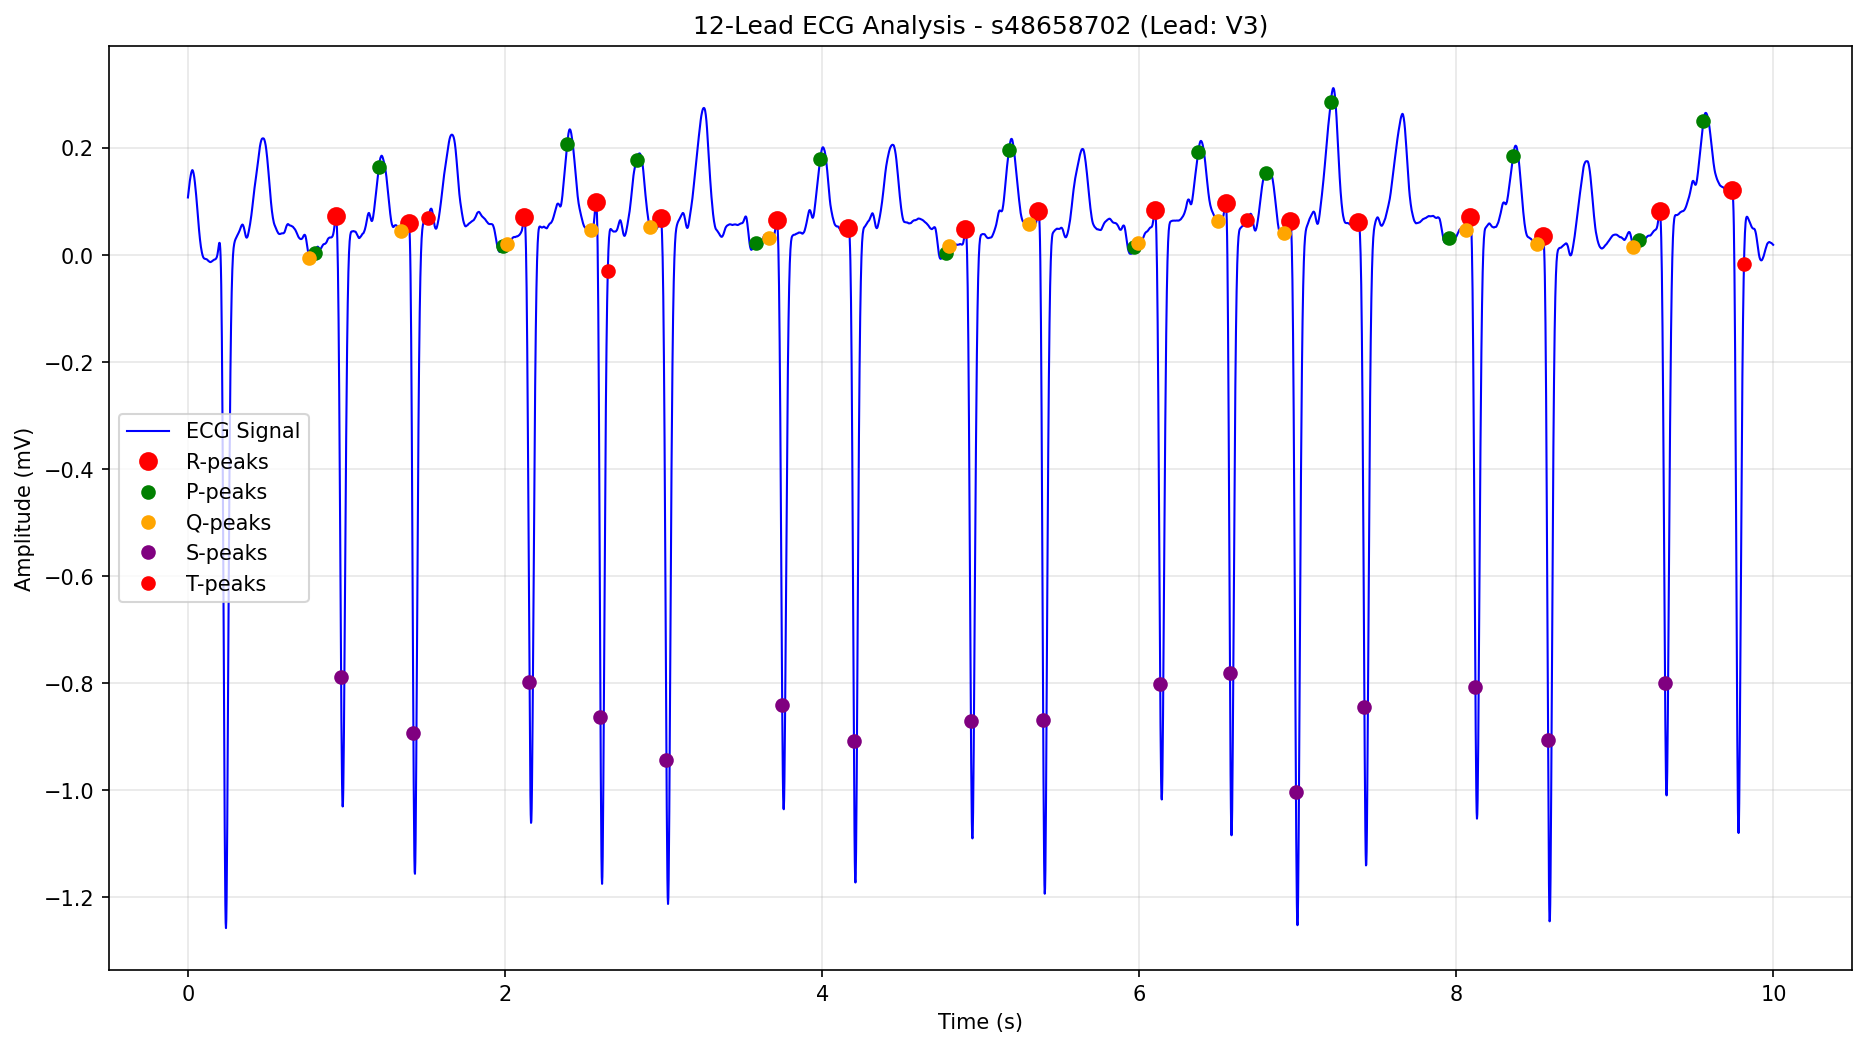 12-Lead ECG Analysis - s48658702 (Lead: V3)
Amplitude (mV)
0.2
0.0
−0.2
−0.4
−0.6
−0.8
−1.0
−1.2
ECG Signal
R-peaks
P-peaks
Q-peaks
S-peaks
T-peaks
0 2 4 6 8 10
Time (s)